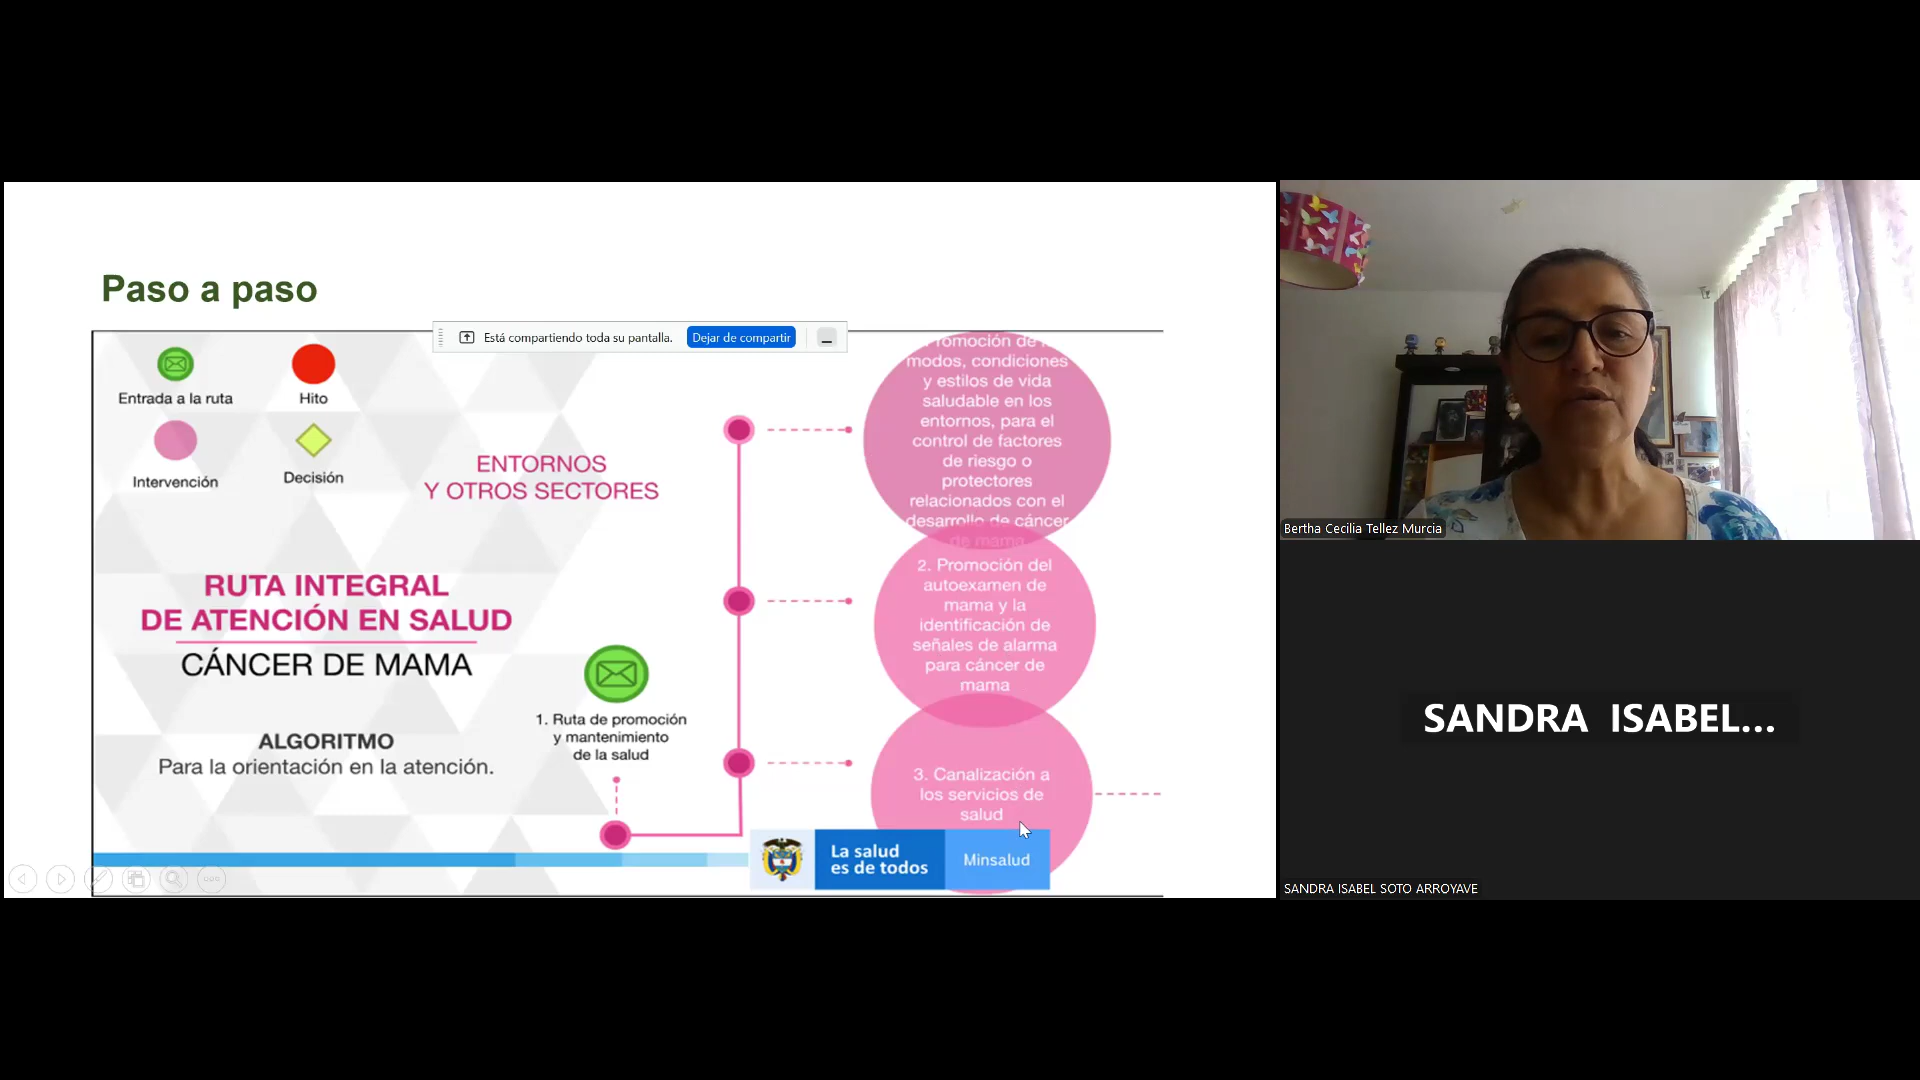 Paso a paso
Está compartiendo toda su pantalla.
Dejar de compartir
Entrada a la ruta
Hito
Intervención
Decisión
ENTORNOS
Y OTROS SECTORES
RUTA INTEGRAL
DE ATENCIÓN EN SALUD
CÁNCER DE MAMA
ALGORITMO
Para la orientación en la atención.
1. Ruta de promoción
y mantenimiento
de la salud
modos, condiciones
y estilos de vida
saludable en los
entornos, para el
control de factores
de riesgo o
protectores
relacionados con el
desarrollo de cáncer
de mama
2. Promoción del
autoexamen de
mama y la
identificación de
señales de alarma
para cáncer de
mama
3. Canalización a
los servicios de
salud
La salud
es de todos
Minsalud
Bertha Cecilia Tellez Murcia
SANDRA ISABEL...
SANDRA ISABEL SOTO ARROYAVE